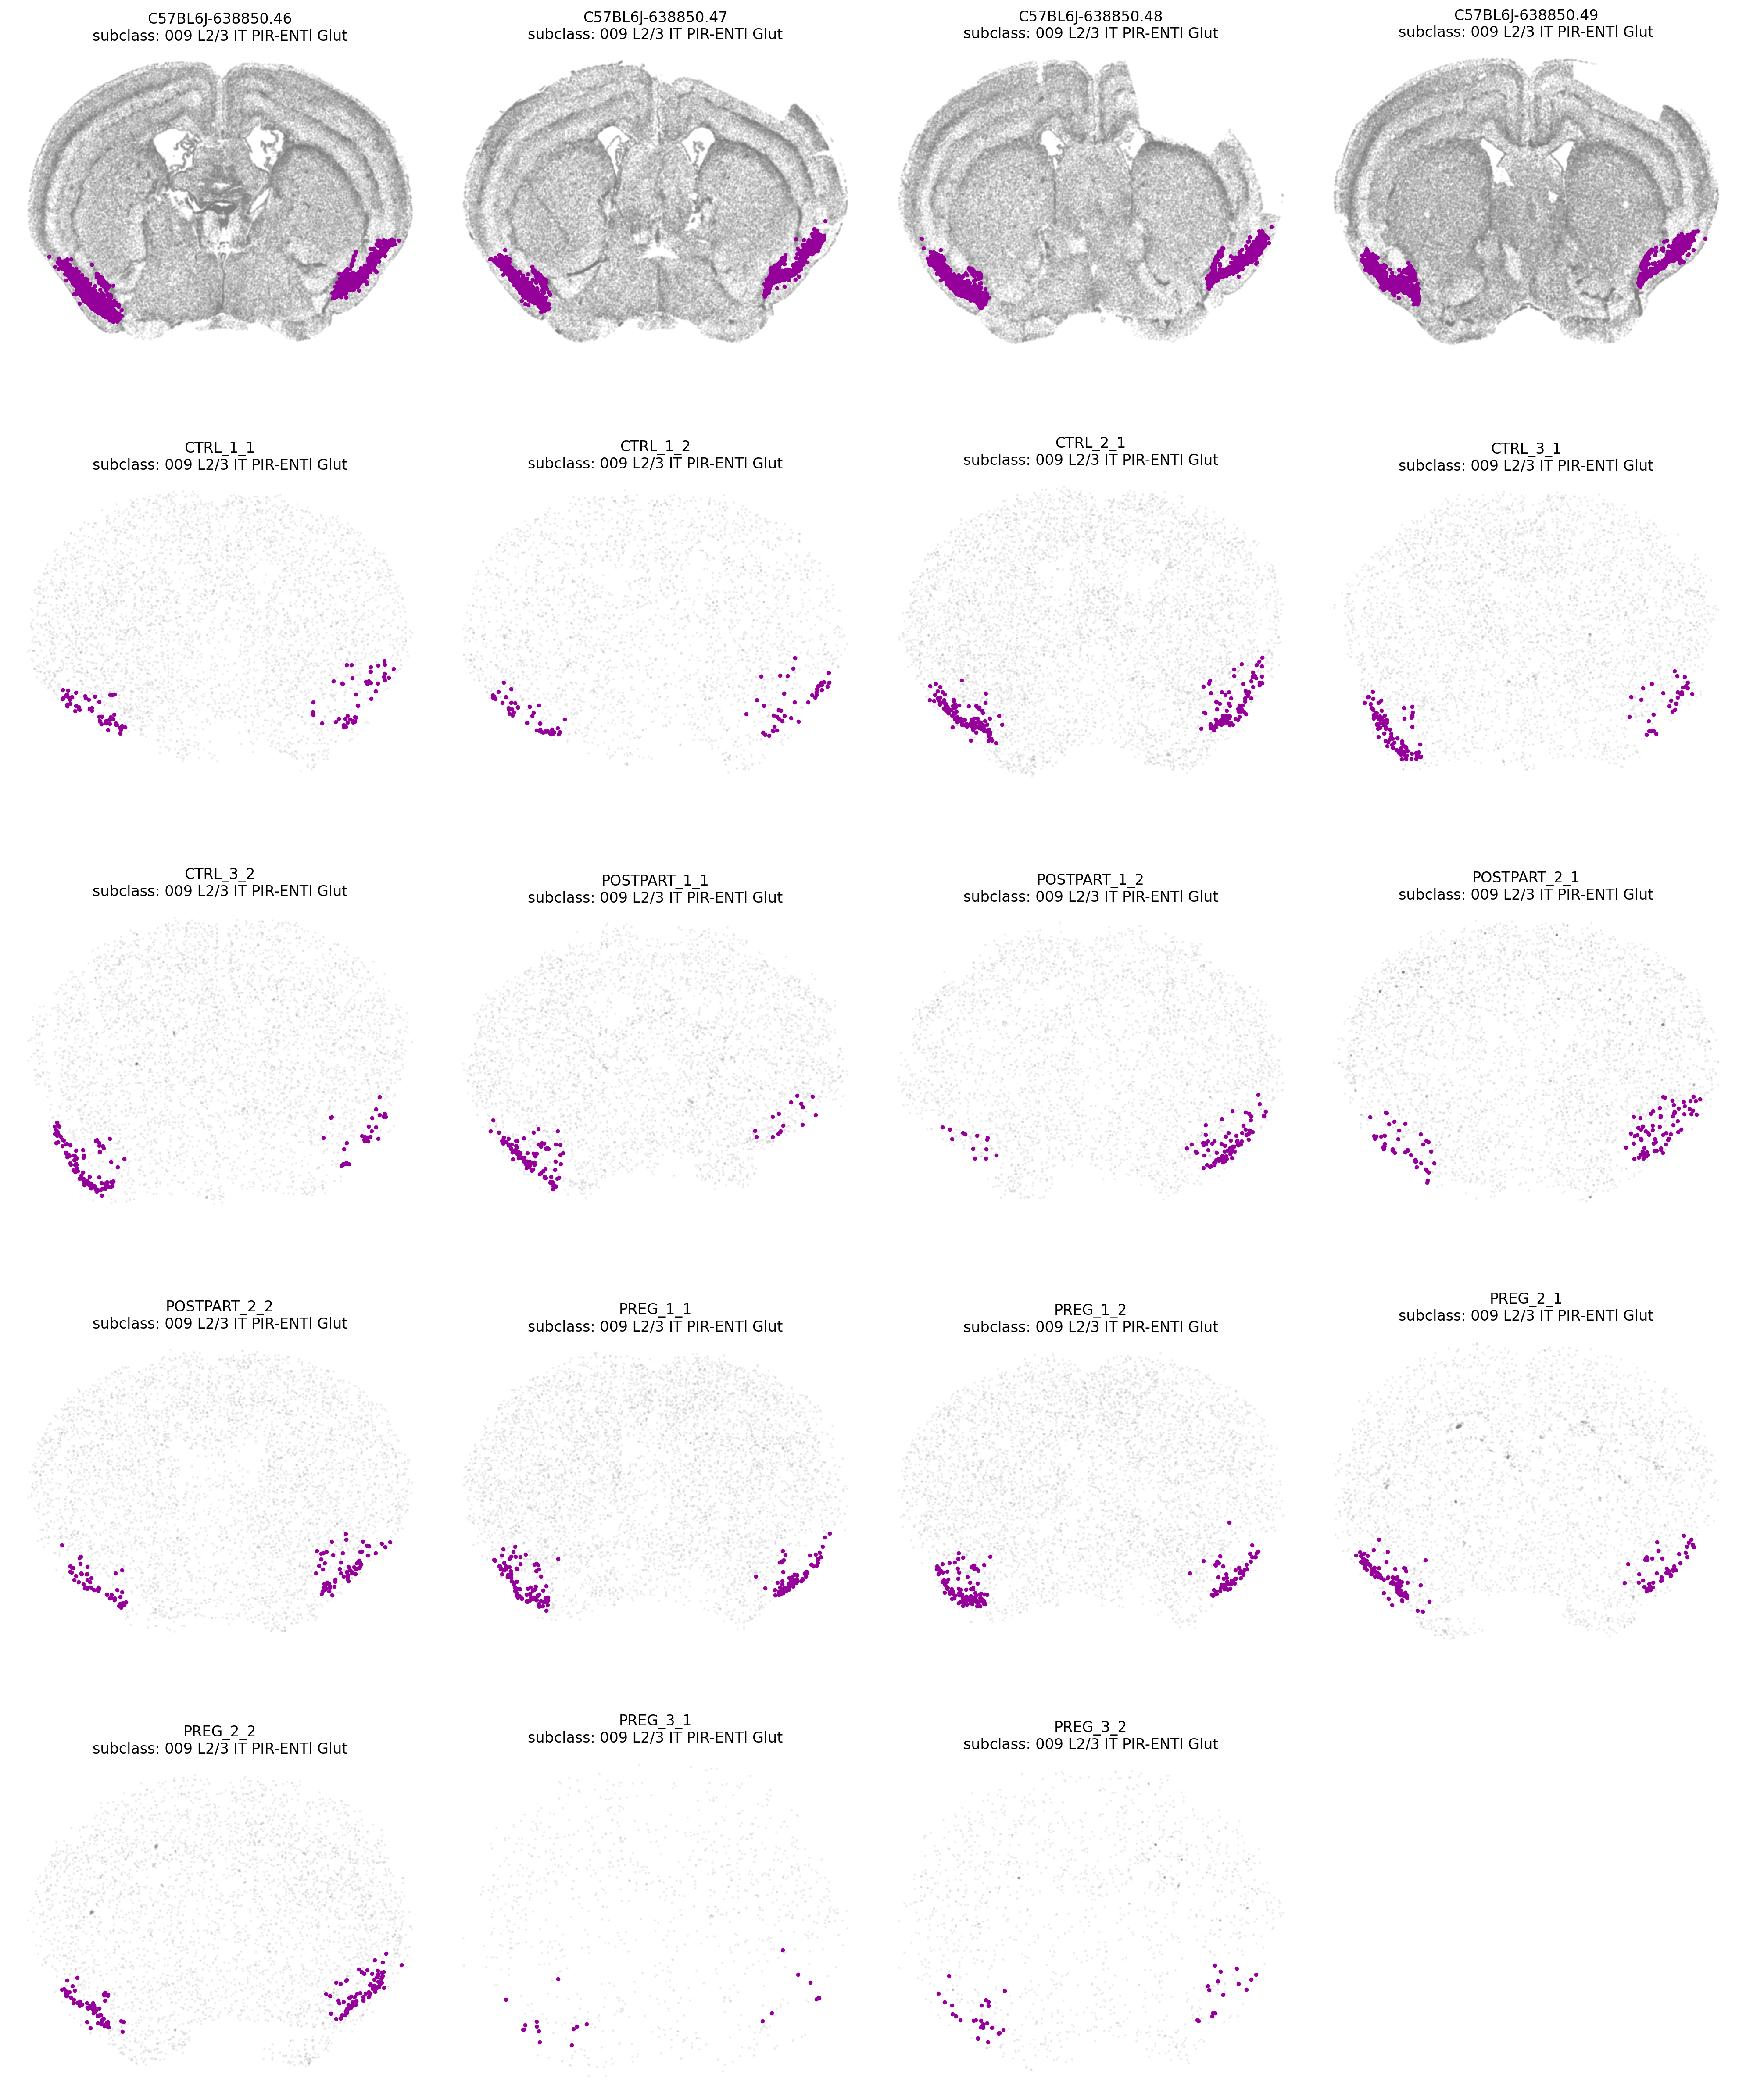 C57BL6J-638850.46
subclass: 009 L2/3 IT PIR-ENTl Glut
C57BL6J-638850.47
subclass: 009 L2/3 IT PIR-ENTl Glut
C57BL6J-638850.48
subclass: 009 L2/3 IT PIR-ENTl Glut
C57BL6J-638850.49
subclass: 009 L2/3 IT PIR-ENTl Glut
CTRL_1_1
subclass: 009 L2/3 IT PIR-ENTl Glut
CTRL_1_2
subclass: 009 L2/3 IT PIR-ENTl Glut
CTRL_2_1
subclass: 009 L2/3 IT PIR-ENTl Glut
CTRL_3_1
subclass: 009 L2/3 IT PIR-ENTl Glut
CTRL_3_2
subclass: 009 L2/3 IT PIR-ENTl Glut
POSTPART_1_1
subclass: 009 L2/3 IT PIR-ENTl Glut
POSTPART_1_2
subclass: 009 L2/3 IT PIR-ENTl Glut
POSTPART_2_1
subclass: 009 L2/3 IT PIR-ENTl Glut
POSTPART_2_2
subclass: 009 L2/3 IT PIR-ENTl Glut
PREG_1_1
subclass: 009 L2/3 IT PIR-ENTl Glut
PREG_1_2
subclass: 009 L2/3 IT PIR-ENTl Glut
PREG_2_1
subclass: 009 L2/3 IT PIR-ENTl Glut
PREG_2_2
subclass: 009 L2/3 IT PIR-ENTl Glut
PREG_3_1
subclass: 009 L2/3 IT PIR-ENTl Glut
PREG_3_2
subclass: 009 L2/3 IT PIR-ENTl Glut